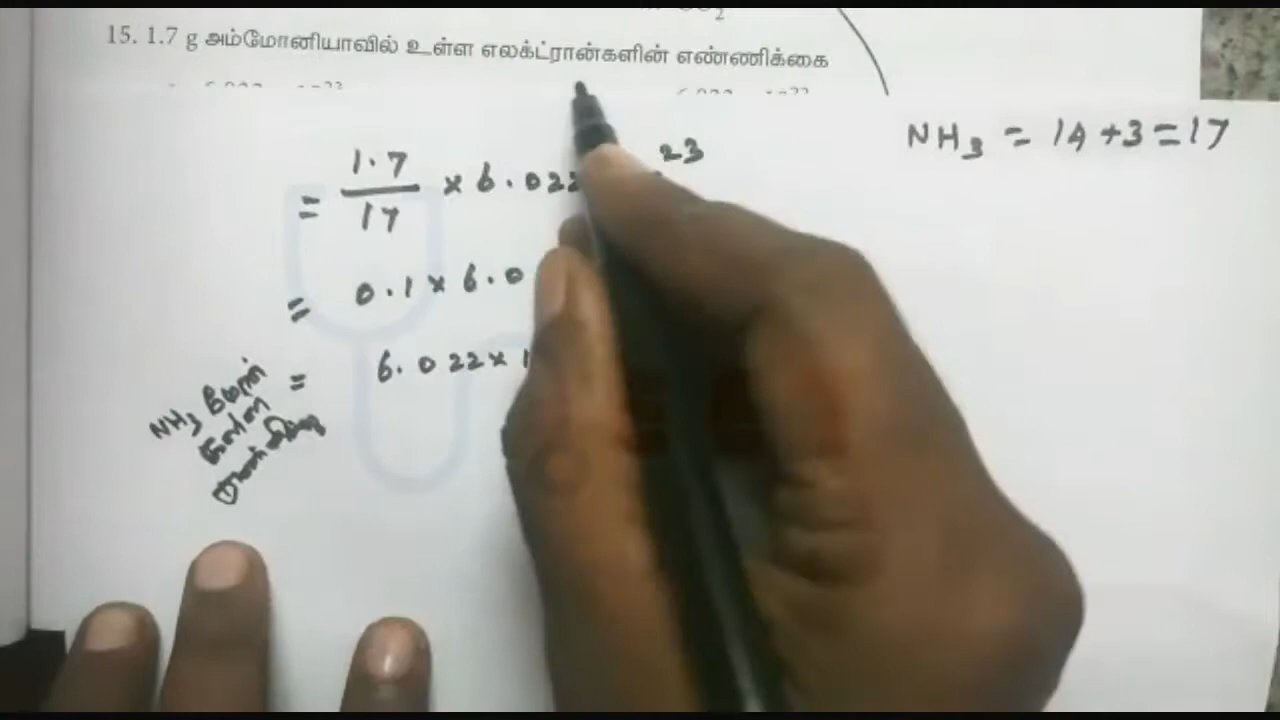 15. 1.7 g அம்மோனியாவில் உள்ள எலக்ட்ரான்களின் எண்ணிக்கை
NH3 = 14 +3 = 17
= 1.7/17 × 6.022 23
= 0.1 × 6.0
= 6.022 × 1
NH3